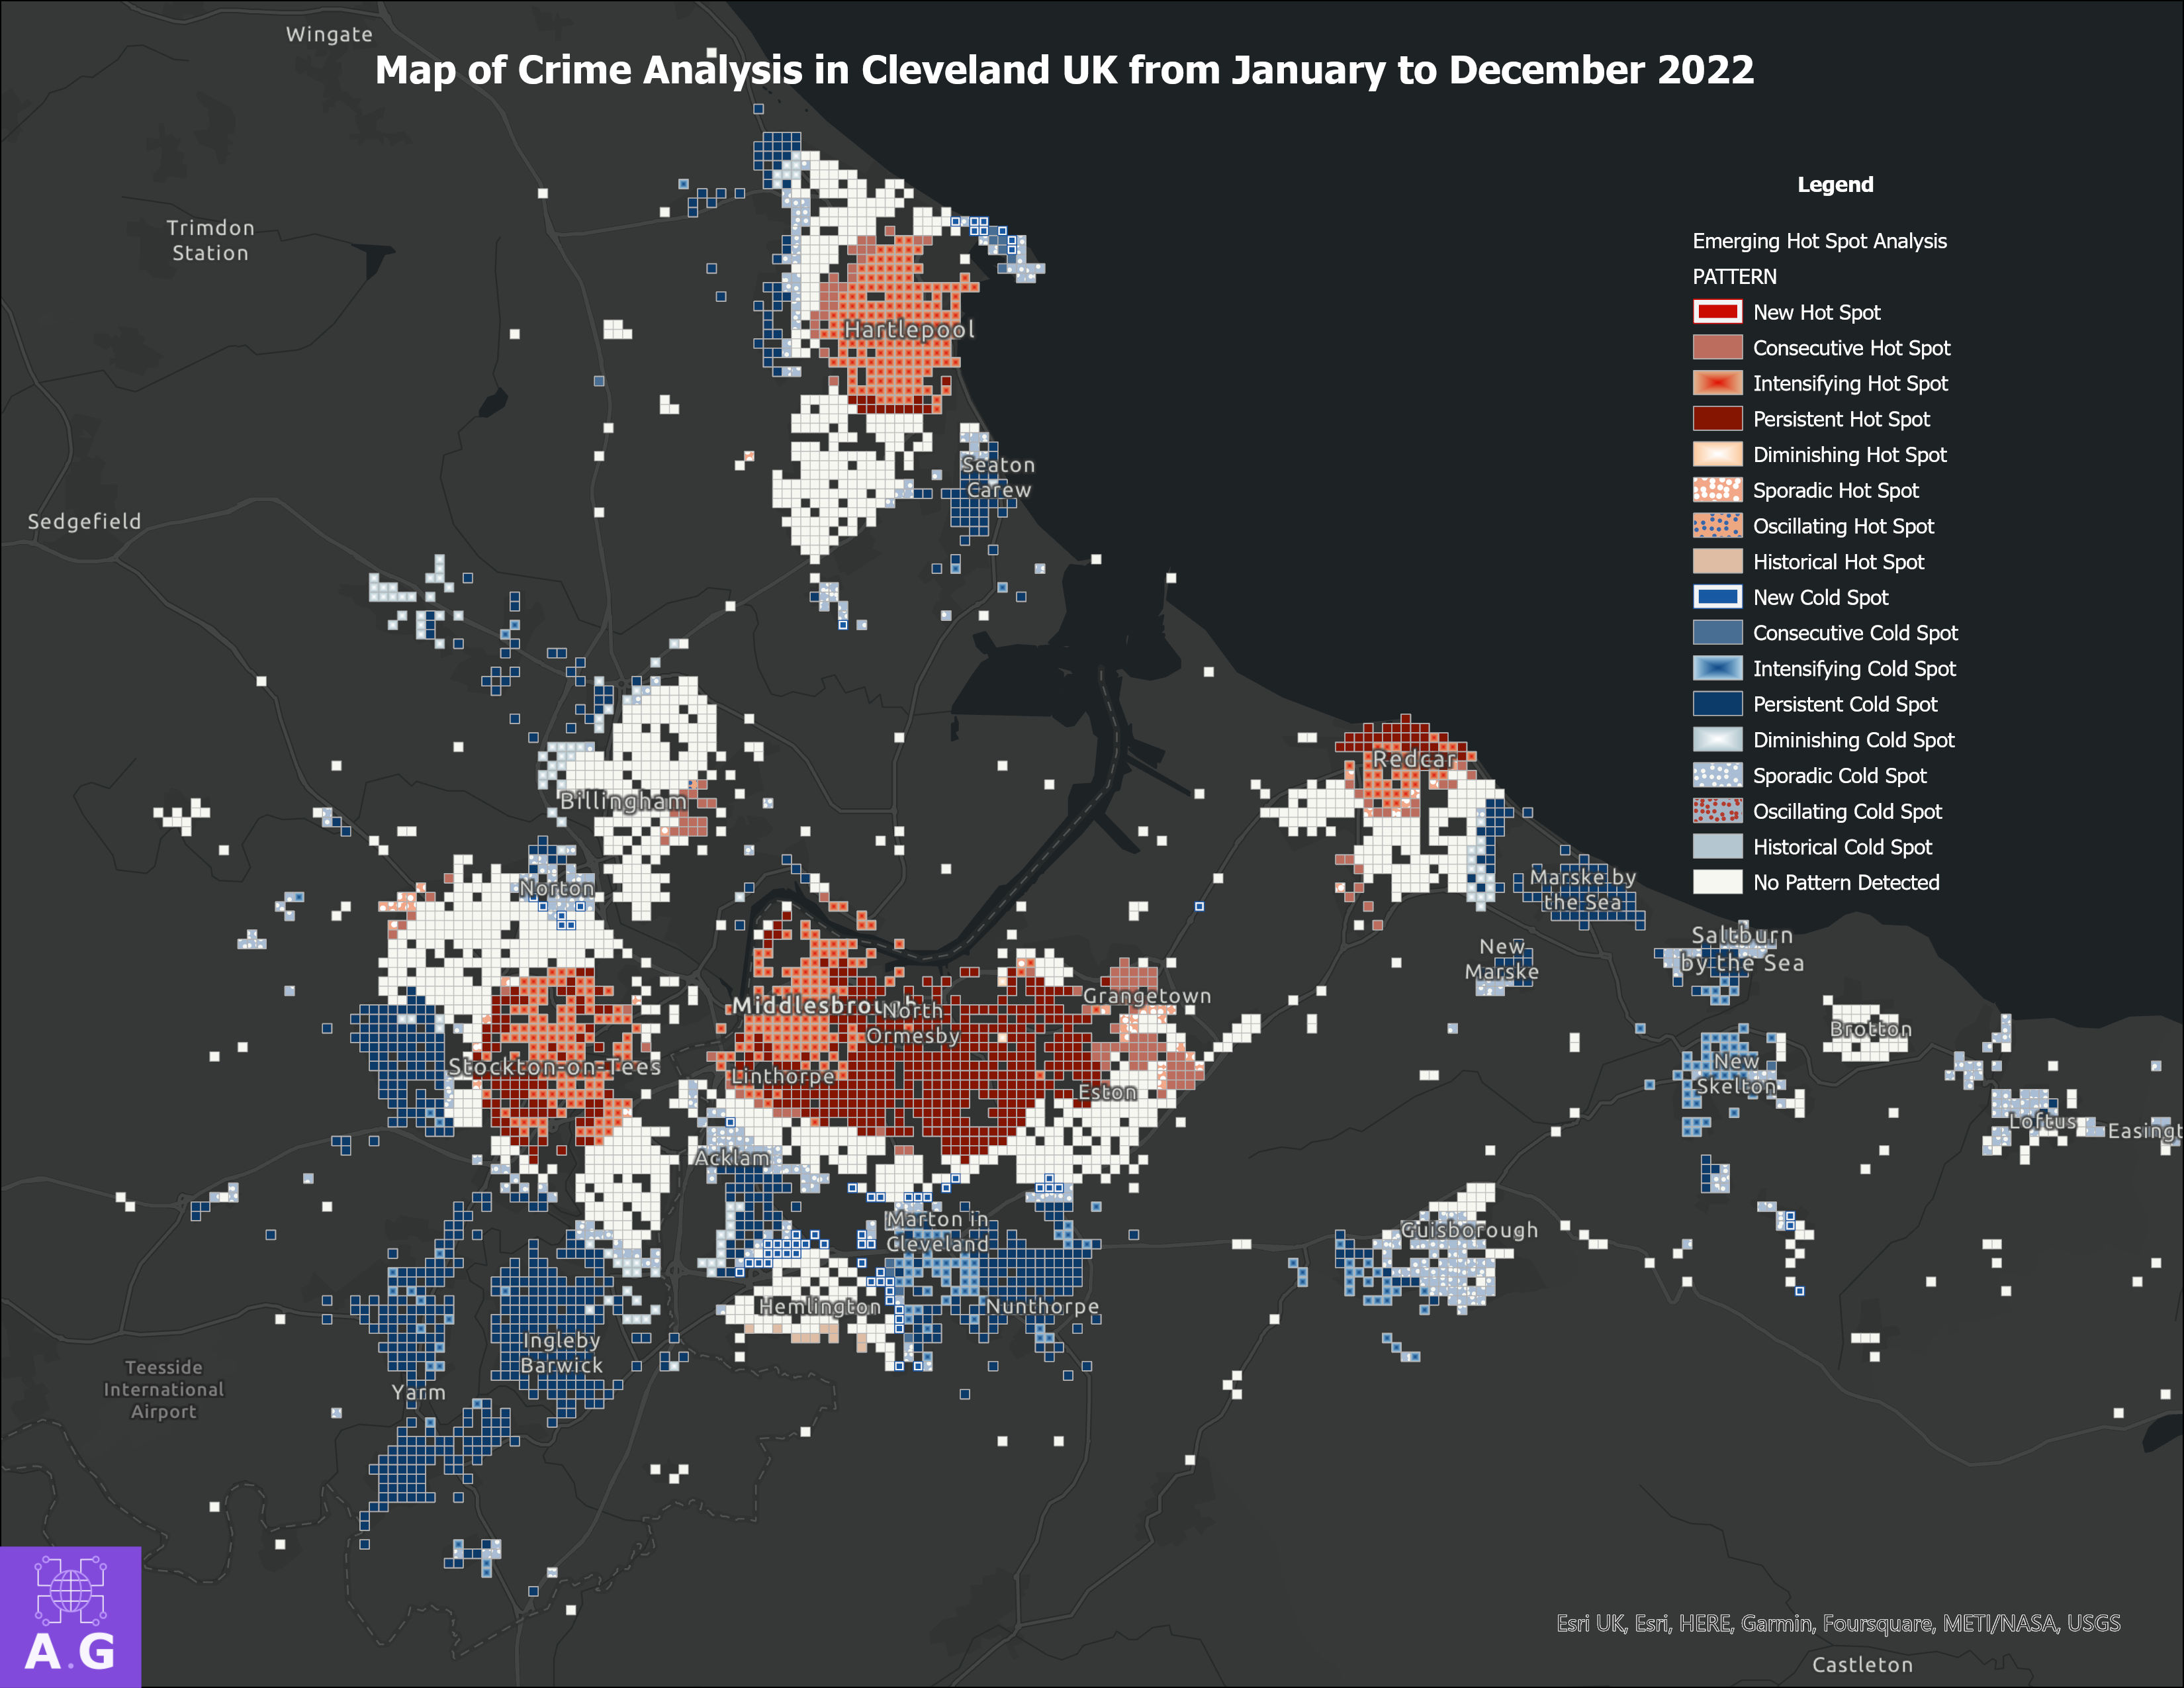 Wingate
Map of Crime Analysis in Cleveland UK from January to December 2022
Legend
Emerging Hot Spot Analysis
PATTERN
New Hot Spot
Consecutive Hot Spot
Intensifying Hot Spot
Persistent Hot Spot
Diminishing Hot Spot
Sporadic Hot Spot
Oscillating Hot Spot
Historical Hot Spot
New Cold Spot
Consecutive Cold Spot
Intensifying Cold Spot
Persistent Cold Spot
Diminishing Cold Spot
Sporadic Cold Spot
Oscillating Cold Spot
Historical Cold Spot
No Pattern Detected
Trimdon
Station
Hartlepool
Seaton
Carew
Sedgefield
Redcar
Billingham
Norton
Marske by
the Sea
New
Marske
Saltburn
by the Sea
Grangetown
Middlesbrough
North
Ormesby
Brotton
Stockton-on-Tees
Linthorpe
Eston
New
Skelton
Loftus
Easingt
Acklam
Marton in
Cleveland
Guisborough
Hemlington
Nunthorpe
Ingleby
Barwick
Yarm
Teesside
International
Airport
A.G
Esri UK, Esri, HERE, Garmin, Foursquare, METI/NASA, USGS
Castleton